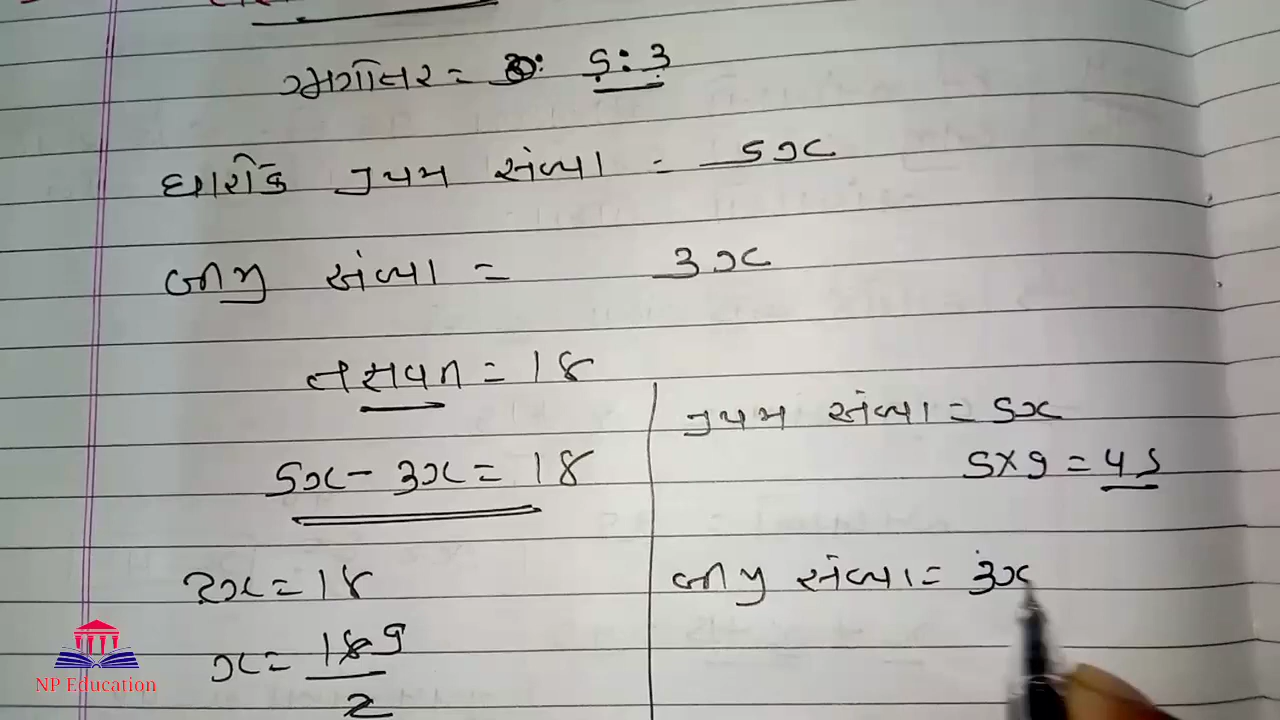 ગુણોત્તર = 5 : 3
ધારોકે પ્રથમ સંખ્યા = 5x
બીજી સંખ્યા = 3x
તફાવત = 18
5x - 3x = 18
2x = 18
x = 18 9
2
પ્રથમ સંખ્યા = 5x
5 × 9 = 45
બીજી સંખ્યા = 3x
NP Education